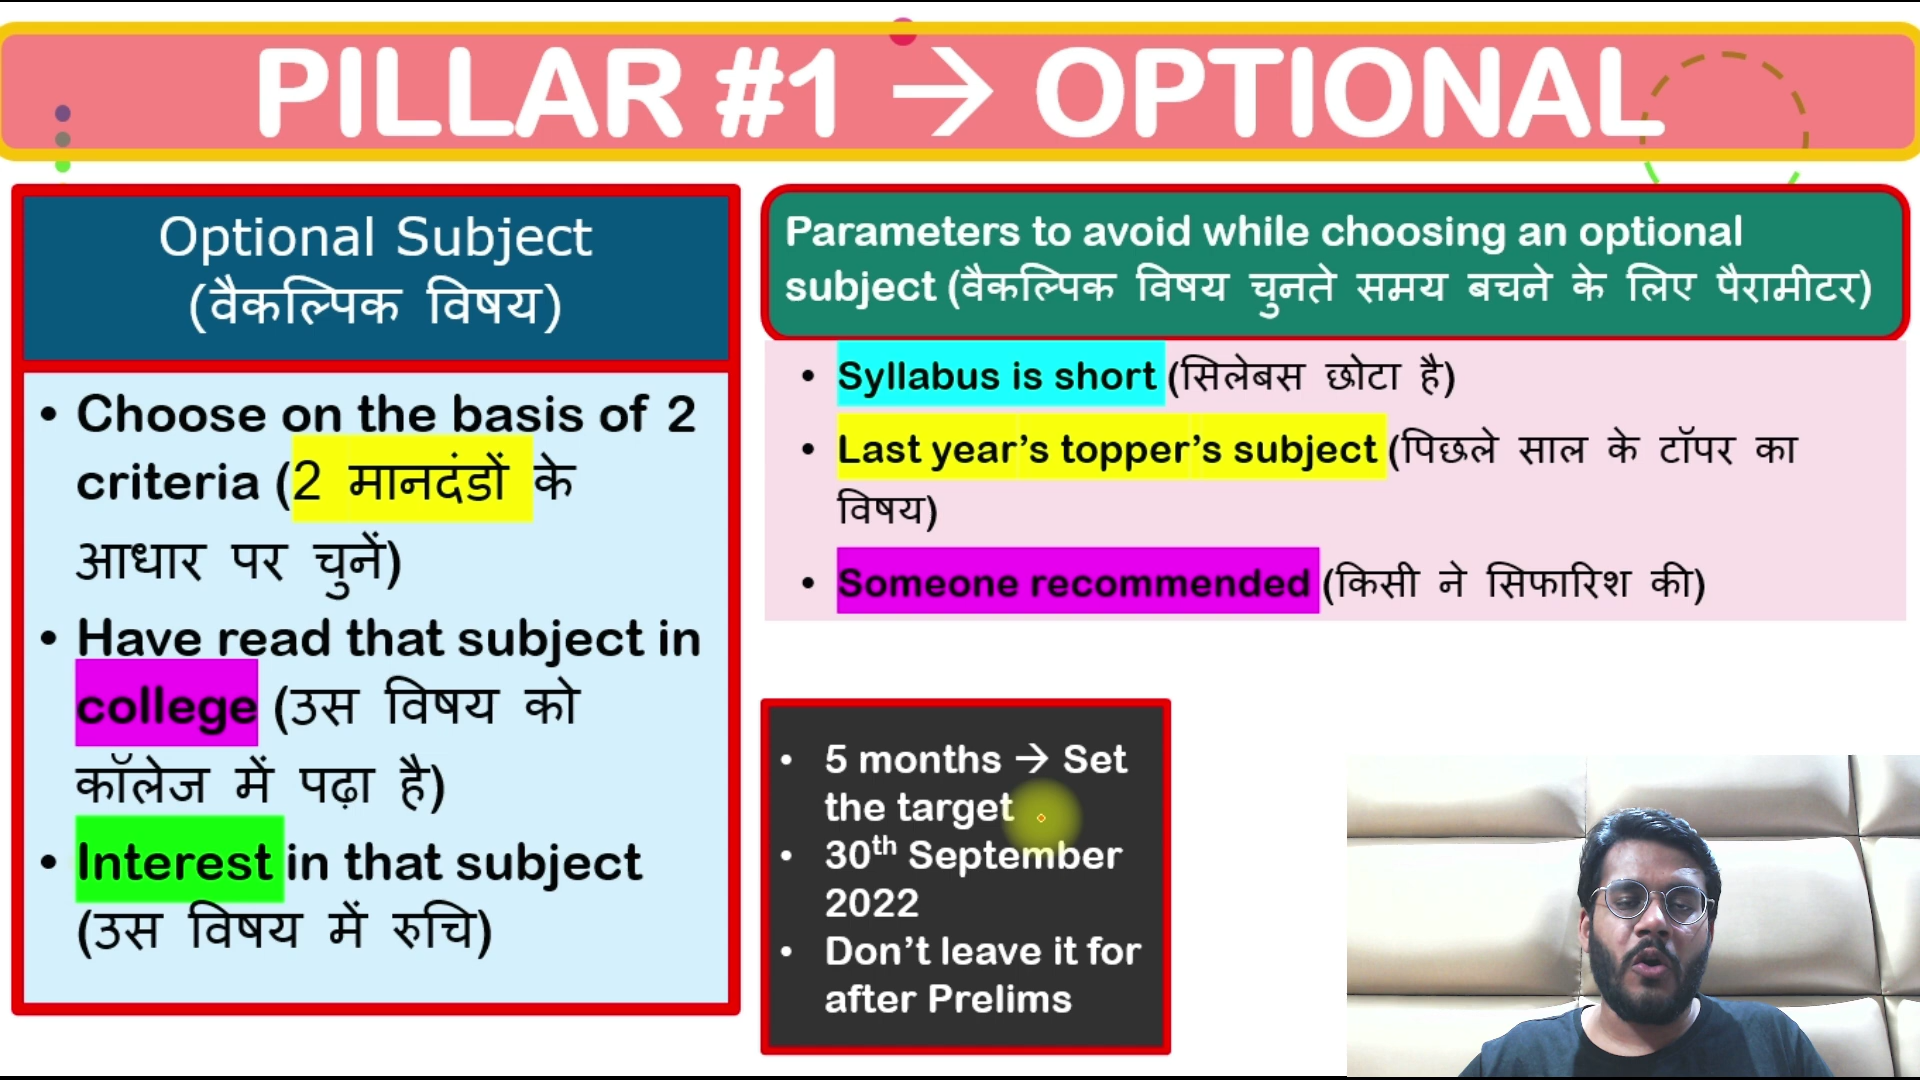 PILLAR #1 → OPTIONAL
Optional Subject
(वैकल्पिक विषय)
• Choose on the basis of 2
criteria (2 मानदंडों के
आधार पर चुनें)
• Have read that subject in
college (उस विषय को
कॉलेज में पढ़ा है)
• Interest in that subject
(उस विषय में रुचि)
Parameters to avoid while choosing an optional
subject (वैकल्पिक विषय चुनते समय बचने के लिए पैरामीटर)
• Syllabus is short (सिलेबस छोटा है)
• Last year’s topper’s subject (पिछले साल के टॉपर का
विषय)
• Someone recommended (किसी ने सिफारिश की)
• 5 months → Set
the target
• 30th September
2022
• Don’t leave it for
after Prelims